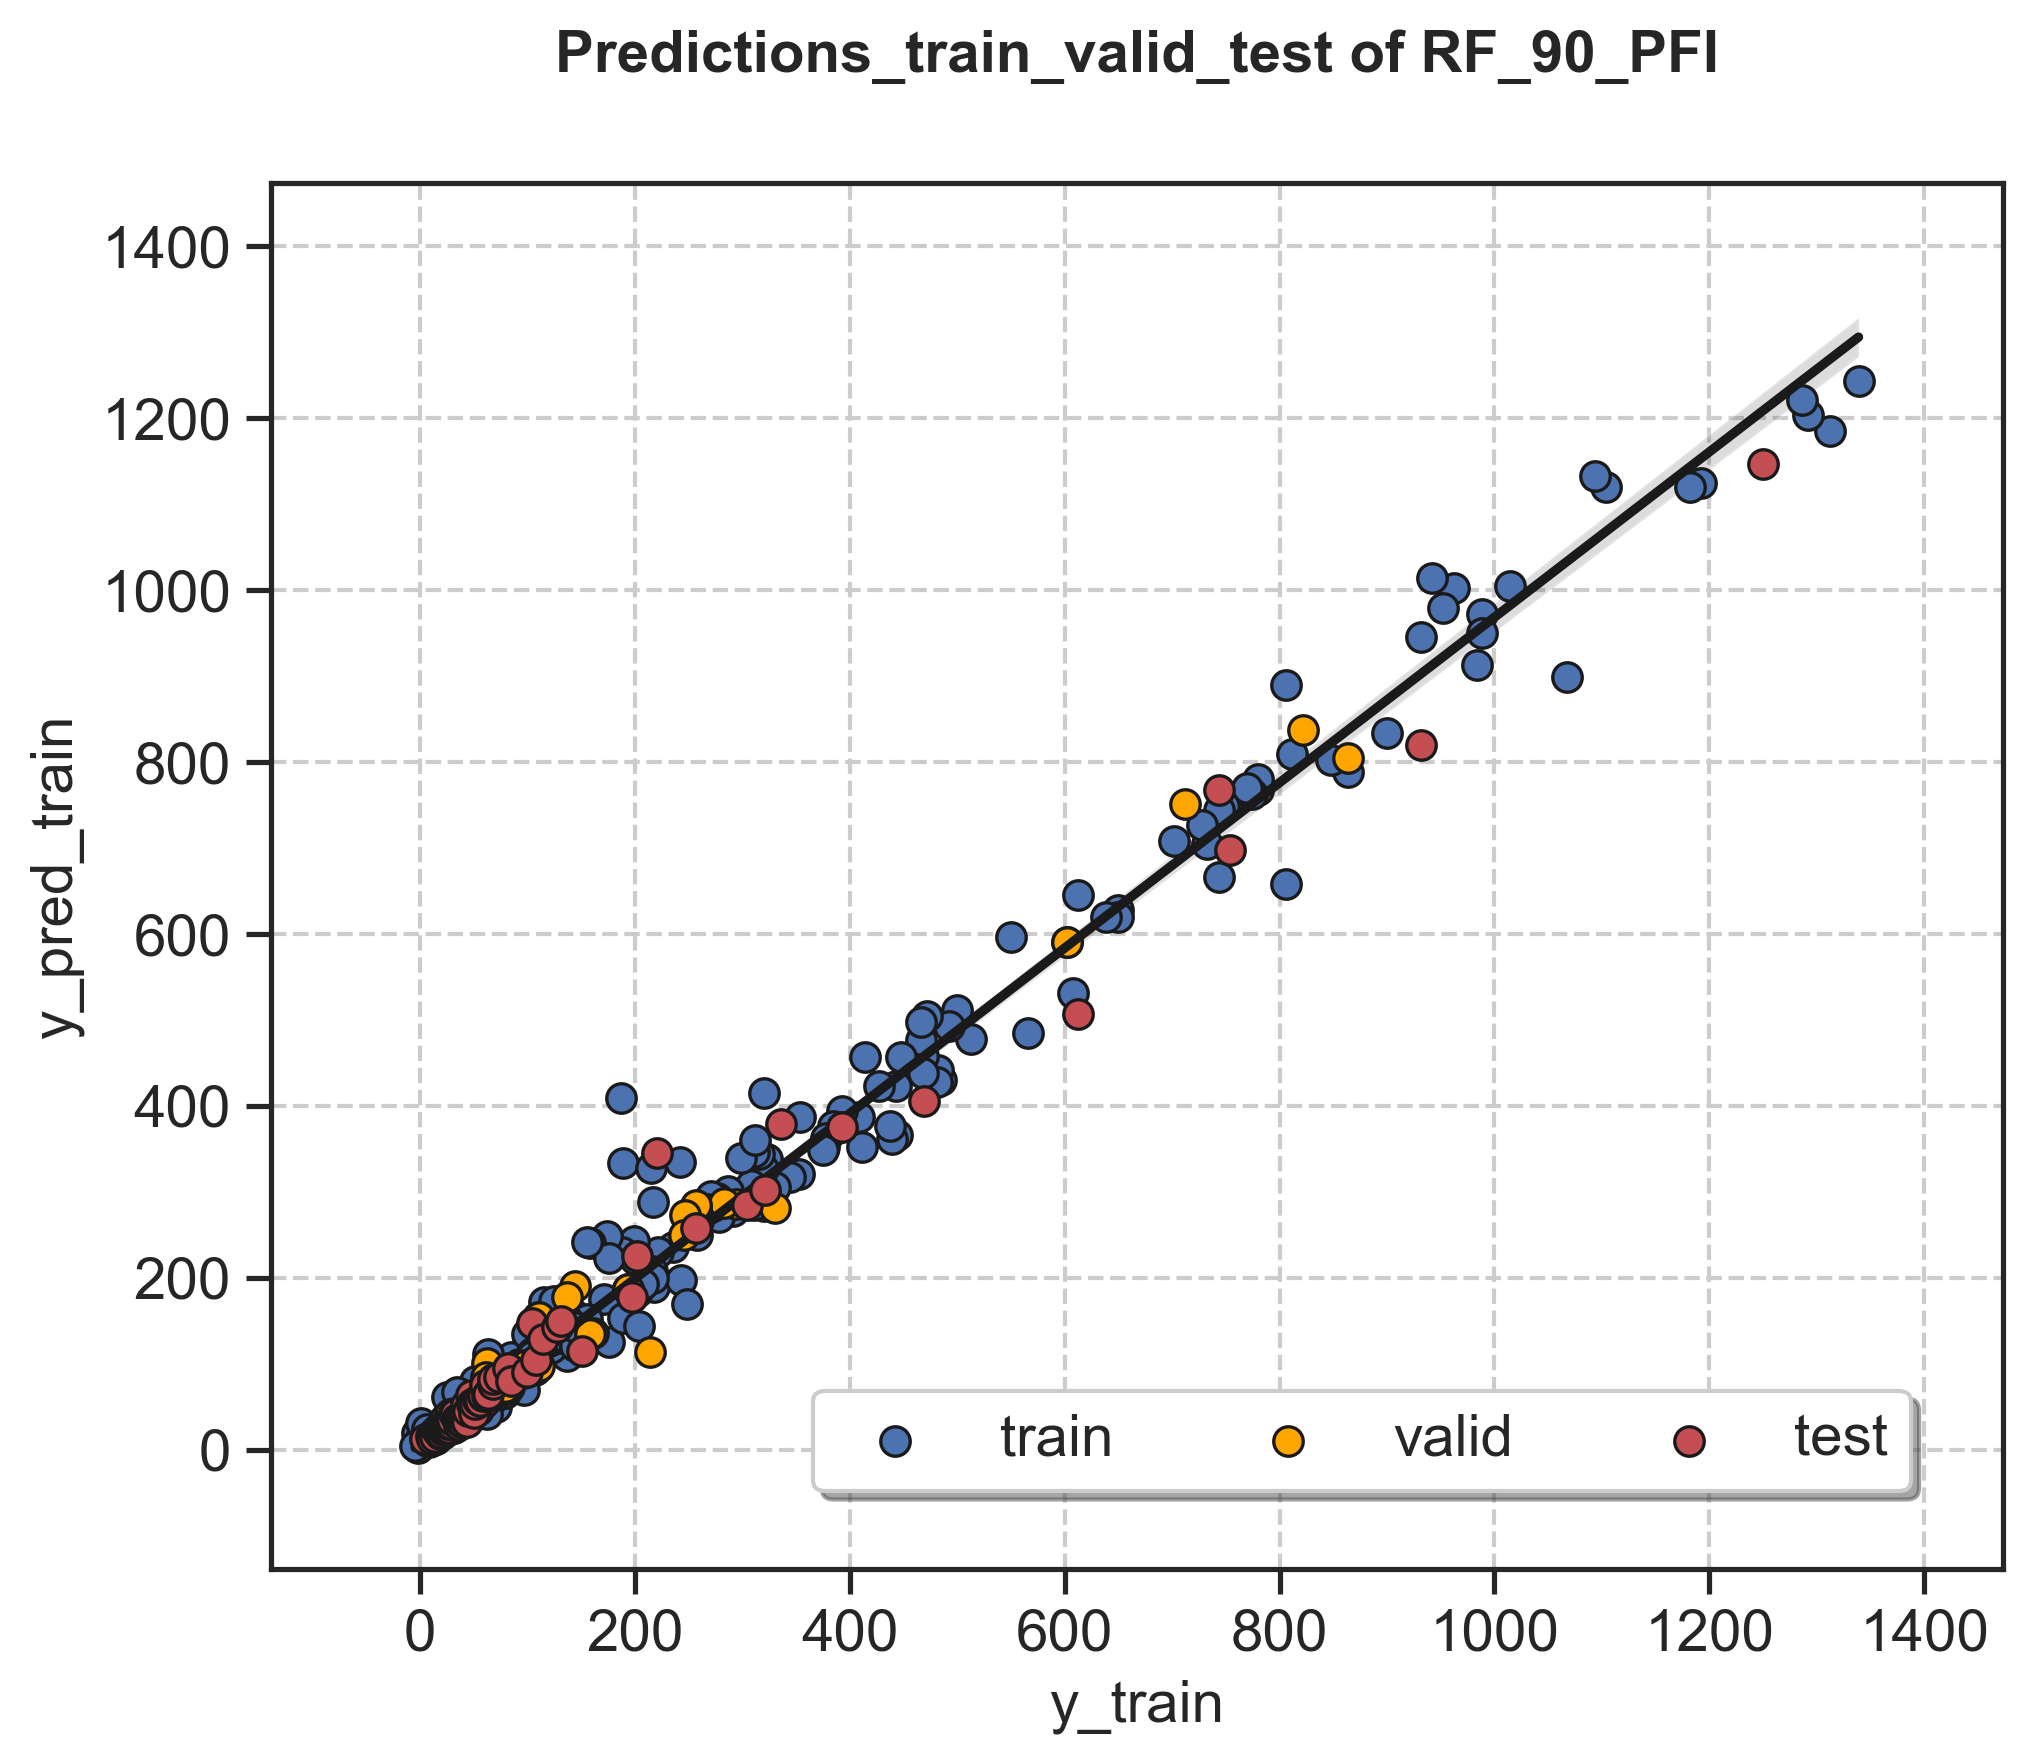 Predictions_train_valid_test of RF_90_PFI
1400
1200
1000
800
600
400
200
0
y_pred_train
train valid test
0 200 400 600 800 1000 1200 1400
y_train